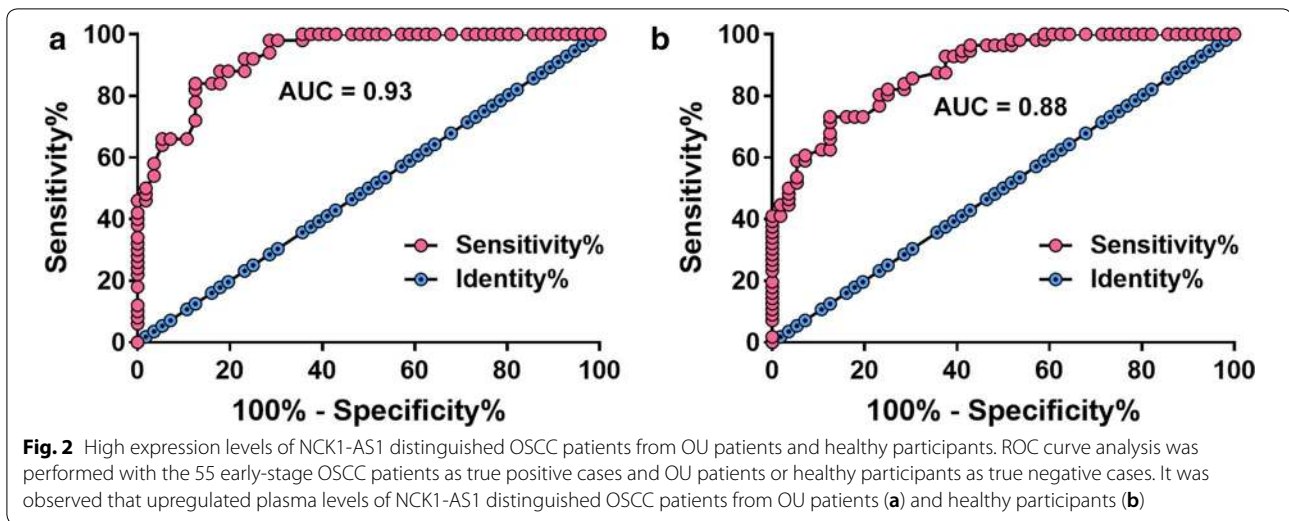 a
b
100
80
60
40
20
0
Sensitivity%
AUC = 0.93
Sensitivity%
Identity%
0 20 40 60 80 100
100% - Specificity%
100
80
60
40
20
0
Sensitivity%
AUC = 0.88
Sensitivity%
Identity%
0 20 40 60 80 100
100% - Specificity%
Fig. 2 High expression levels of NCK1-AS1 distinguished OSCC patients from OU patients and healthy participants. ROC curve analysis was
performed with the 55 early-stage OSCC patients as true positive cases and OU patients or healthy participants as true negative cases. It was
observed that upregulated plasma levels of NCK1-AS1 distinguished OSCC patients from OU patients (a) and healthy participants (b)